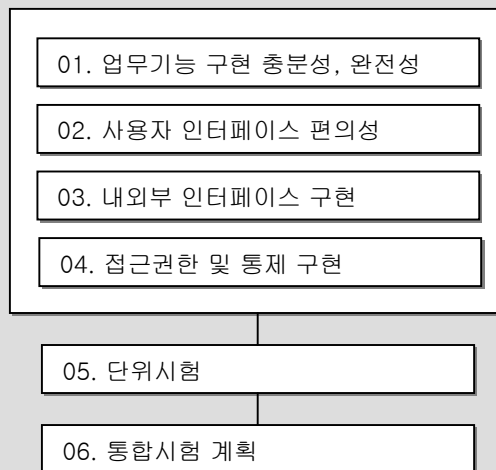 01. 업무기능 구현 충분성, 완전성
02. 사용자 인터페이스 편의성
03. 내외부 인터페이스 구현
04. 접근권한 및 통제 구현
05. 단위시험
06. 통합시험 계획